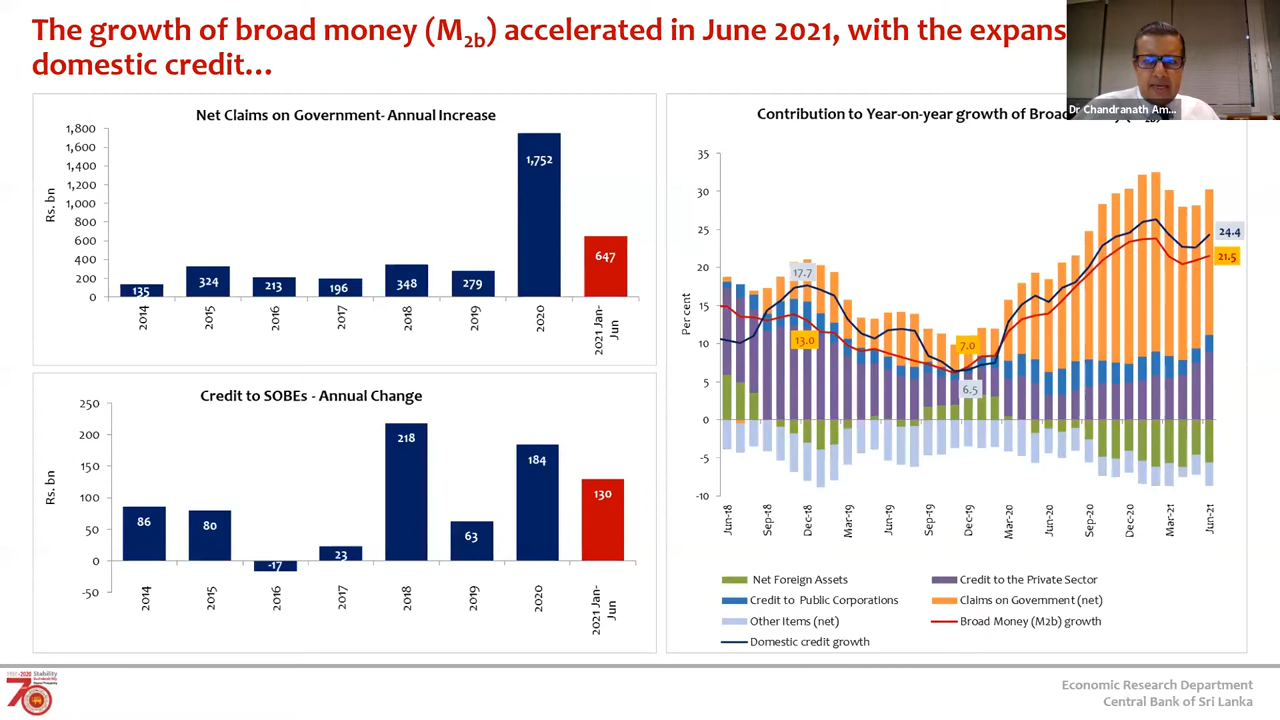 The growth of broad money (M2b) accelerated in June 2021, with the expans
domestic credit...
Dr Chandranath Am...
Net Claims on Government- Annual Increase
Rs. bn
1,800
1,600
1,400
1,200
1,000
800
600
400
200
0
135
324
213
196
348
279
1,752
647
2014
2015
2016
2017
2018
2019
2020
2021 Jan-
Jun
Credit to SOBEs - Annual Change
Rs. bn
250
200
150
100
50
0
-50
86
80
-17
23
218
63
184
130
2014
2015
2016
2017
2018
2019
2020
2021 Jan-
Jun
Contribution to Year-on-year growth of Broad
Percent
35
30
25
20
15
10
5
0
-5
-10
17.7
13.0
7.0
6.5
24.4
21.5
Jun-18
Sep-18
Dec-18
Mar-19
Jun-19
Sep-19
Dec-19
Mar-20
Jun-20
Sep-20
Dec-20
Mar-21
Jun-21
Net Foreign Assets
Credit to the Private Sector
Credit to Public Corporations
Claims on Government (net)
Other Items (net)
Broad Money (M2b) growth
Domestic credit growth
70
Stability
Economic Research Department
Central Bank of Sri Lanka